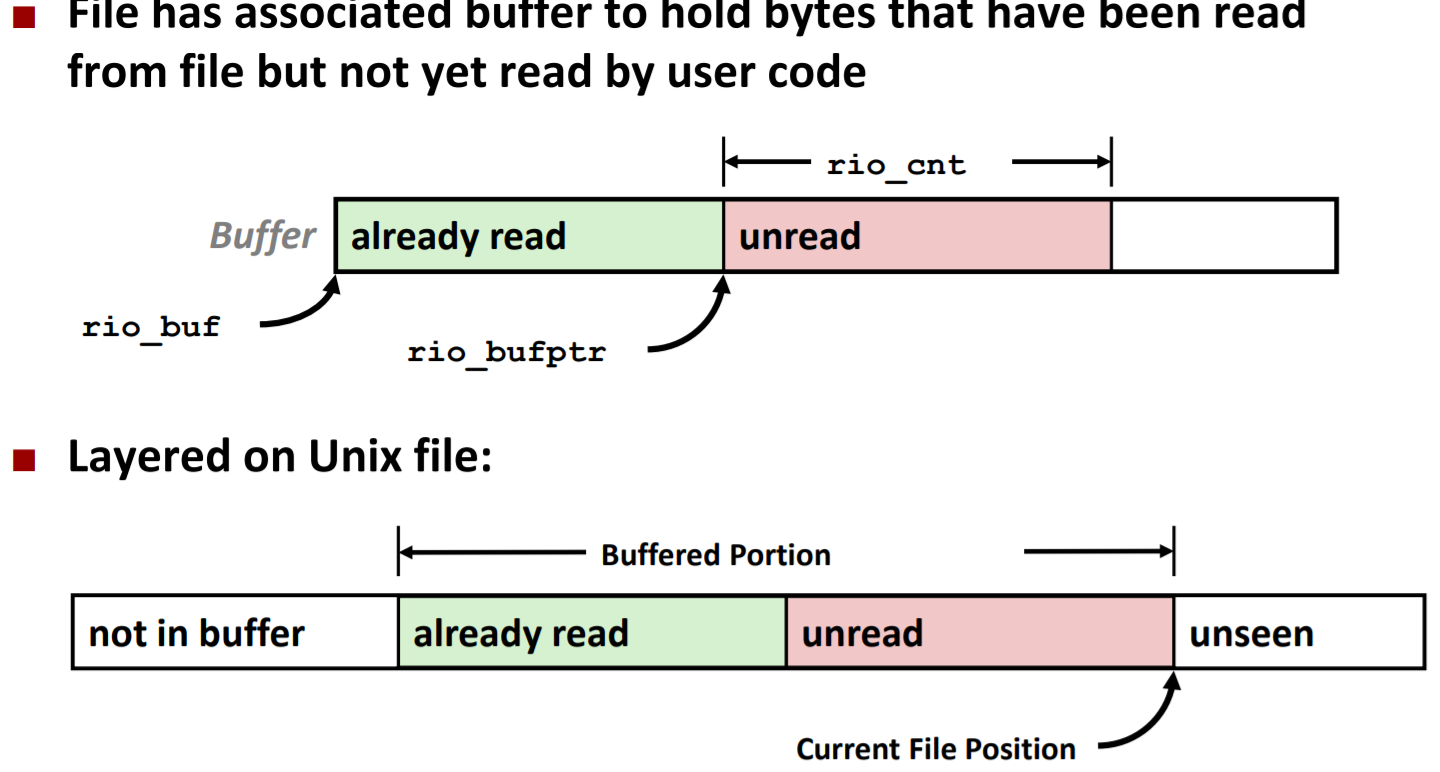 File has associated buffer to hold bytes that have been read
from file but not yet read by user code
rio_cnt
Buffer
already read
unread
rio_buf
rio_bufptr
Layered on Unix file:
Buffered Portion
not in buffer
already read
unread
unseen
Current File Position